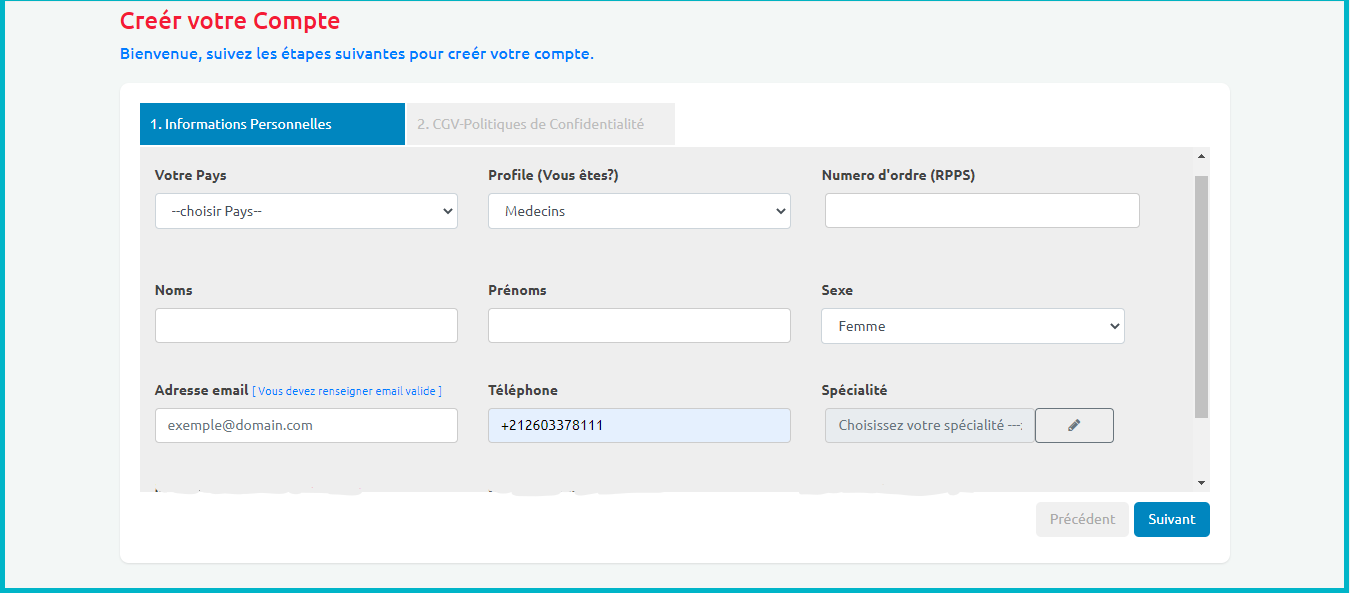 Creér votre Compte
Bienvenue, suivez les étapes suivantes pour creér votre compte.
1. Informations Personnelles 2. CGV-Politiques de Confidentialité
Votre Pays Profile (Vous êtes?) Numero d'ordre (RPPS)
--choisir Pays-- Medecins
Noms Prénoms Sexe
Femme
Adresse email [ Vous devez renseigner email valide ] Téléphone Spécialité
exemple@domain.com +212603378111 Choisissez votre spécialité ---
Précédent Suivant